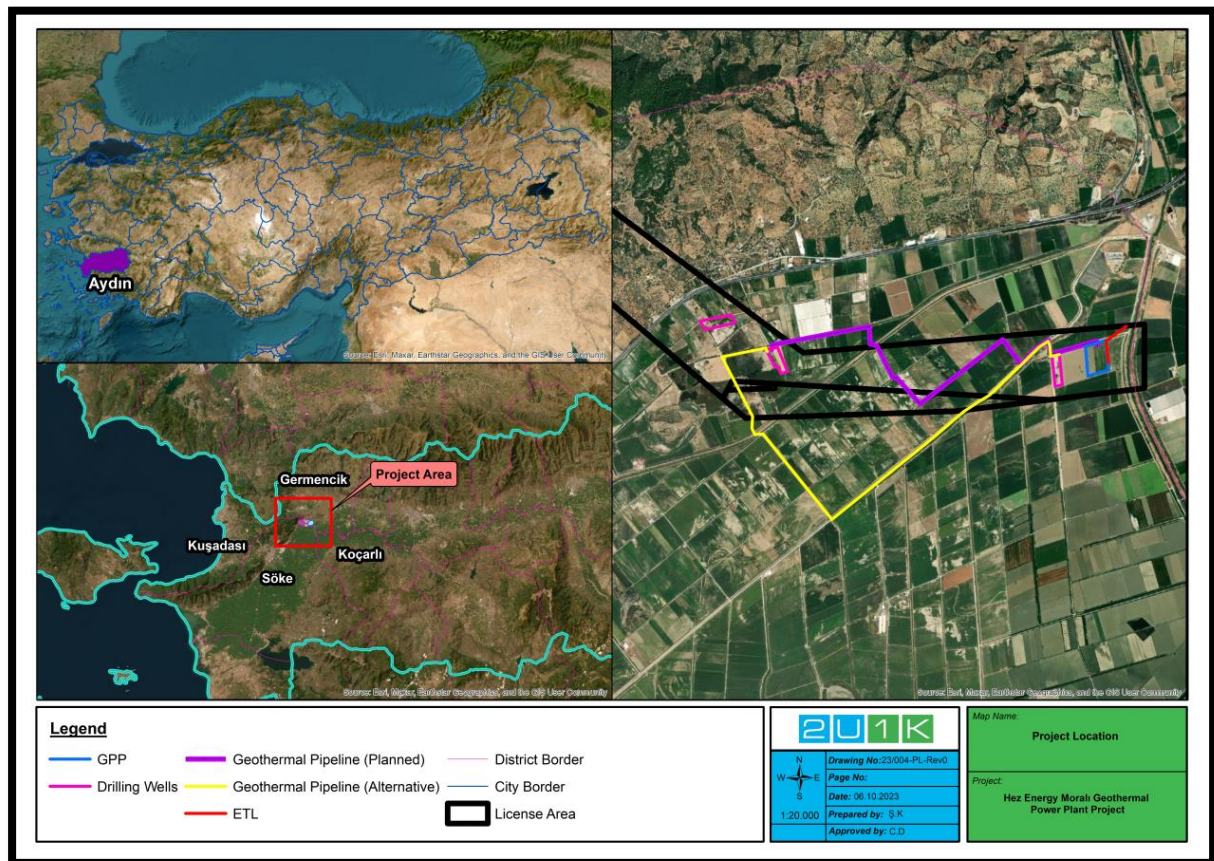 Aydın
Source: Esri, Maxar, Earthstar Geographics, and the GIS User Community
Germencik
Project Area
Kuşadası
Koçarlı
Söke
Source: Esri, Maxar, Earthstar Geographics, and the GIS User Community
Source: Esri, Maxar, Earthstar Geographics, and the GIS User Community
Legend
GPP
Geothermal Pipeline (Planned)
District Border
Drilling Wells
Geothermal Pipeline (Alternative)
City Border
ETL
License Area
2U1K
N
W E
S
1:20.000
Drawing No:23/004-PL-Rev0
Page No:
Date: 06.10.2023
Prepared by: Ş.K
Approved by: C.D
Map Name:
Project Location
Project:
Hez Energy Moralı Geothermal
Power Plant Project